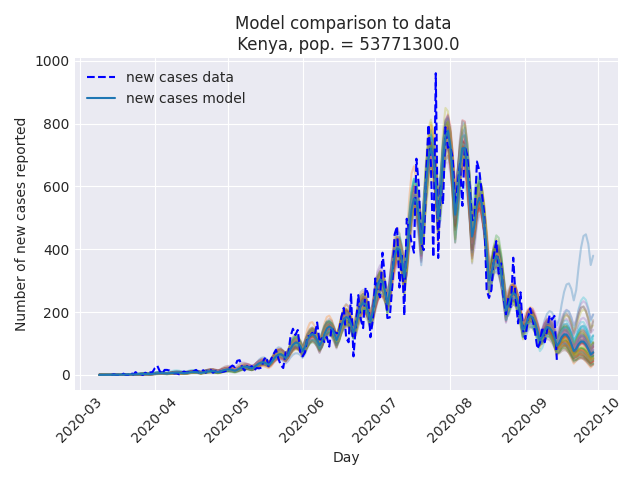 Model comparison to data
Kenya, pop. = 53771300.0
new cases data
new cases model
Number of new cases reported
1000
800
600
400
200
0
2020-03
2020-04
2020-05
2020-06
2020-07
2020-08
2020-09
2020-10
Day